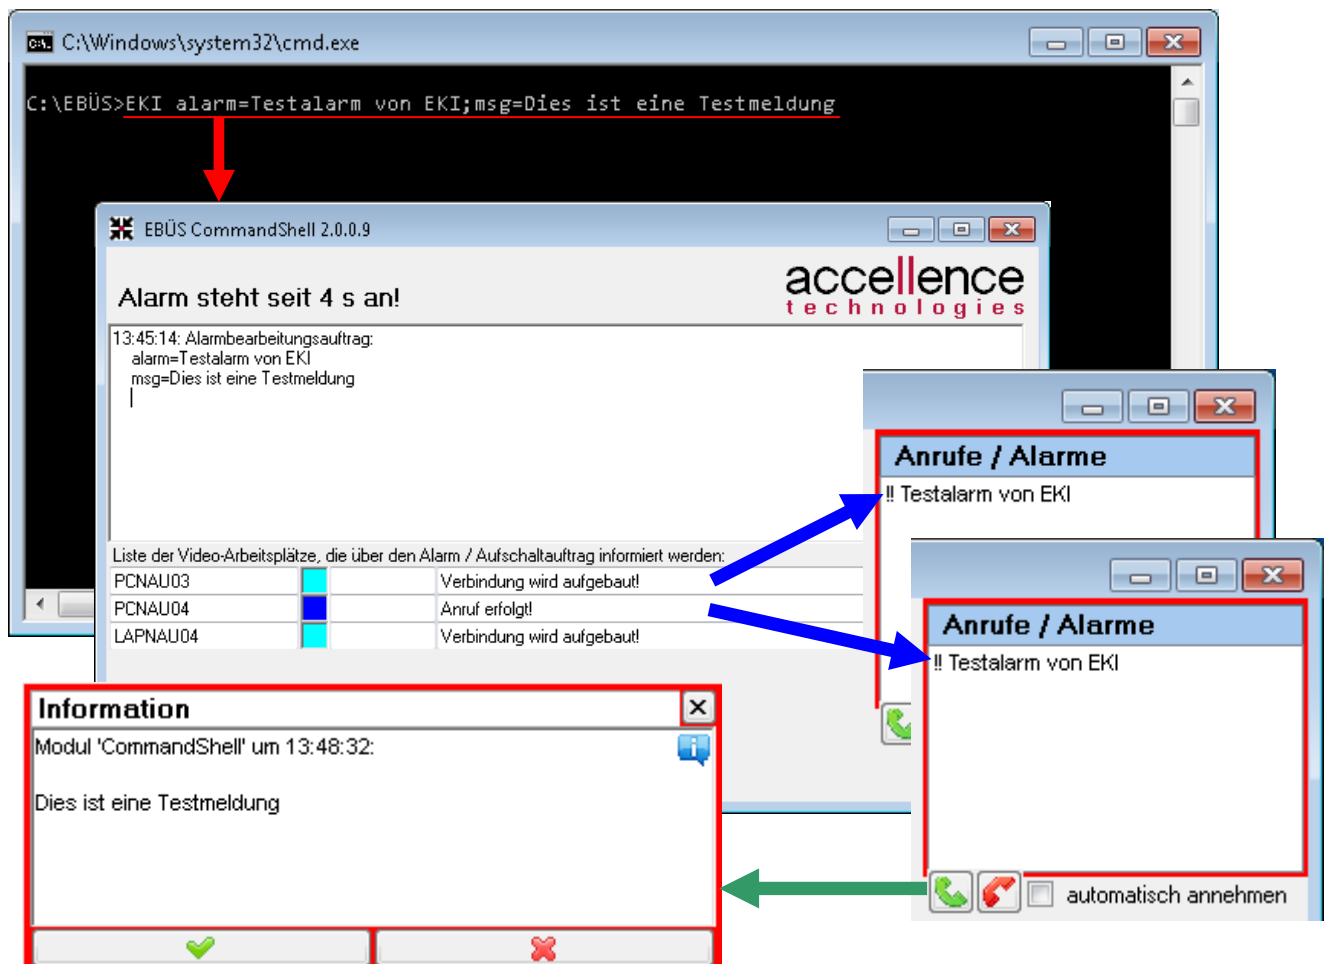 C:\Windows\system32\cmd.exe
C:\EBÜS>EKI alarm=Testalarm von EKI;msg=Dies ist eine Testmeldung
EBÜS CommandShell 2.0.0.9
Alarm steht seit 4 s an!
accellence
technologies
13:45:14: Alarmbearbeitungsauftrag:
alarm=Testalarm von EKI
msg=Dies ist eine Testmeldung
Liste der Video-Arbeitsplätze, die über den Alarm / Aufschaltauftrag informiert werden:
PCNAU03 Verbindung wird aufgebaut!
PCNAU04 Anruf erfolgt!
LAPNAU04 Verbindung wird aufgebaut!
Anrufe / Alarme
!! Testalarm von EKI
Anrufe / Alarme
!! Testalarm von EKI
automatisch annehmen
Information
Modul 'CommandShell' um 13:48:32:
Dies ist eine Testmeldung